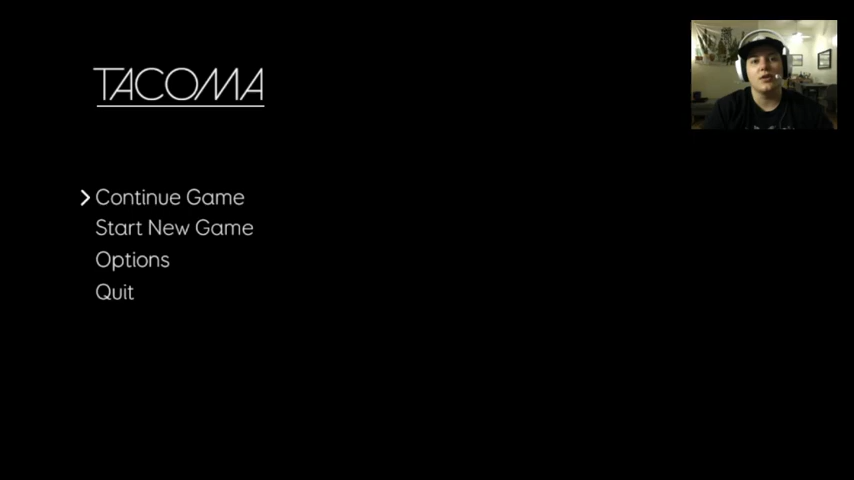 TACOMA
Continue Game
Start New Game
Options
Quit